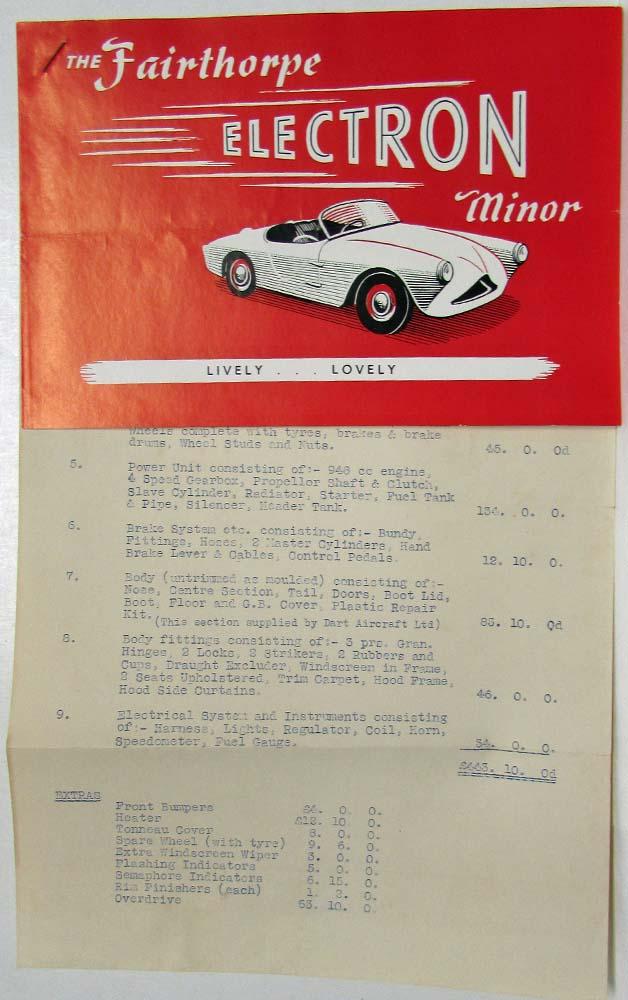 THE Fairthorpe
ELECTRON
Minor
LIVELY . . . LOVELY
Wheels complete with tyres, brakes & brake
drums, Wheel Studs and Nuts. 45. 0. 0d
5. Power Unit consisting of:- 948 cc engine,
4 Speed Gearbox, Propellor Shaft & Clutch,
Slave Cylinder, Radiator, Starter, Fuel Tank
& Pipe, Silencer, Header Tank. 134. 0. 0.
6. Brake System etc. consisting of:- Bundy,
Fittings, Hoses, 2 Master Cylinders, Hand
Brake Lever & Cables, Control Pedals. 12. 10. 0.
7. Body (untrimmed as moulded) consisting of:-
Nose, Centre Section, Tail, Doors, Boot Lid,
Boot, Floor and G.B. Cover, Plastic Repair
Kit. (This section supplied by Dart Aircraft Ltd) 83. 10. 0d
8. Body fittings consisting of:- 3 prs. Gran.
Hinges, 2 Locks, 2 Strikers, 2 Rubbers and
Cups, Draught Excluder, Windscreen in Frame,
2 Seats Upholstered, Trim Carpet, Hood Frame,
Hood Side Curtains. 46. 0. 0.
9. Electrical System and Instruments consisting
of:- Harness, Lights, Regulator, Coil, Horn,
Speedometer, Fuel Gauge. 34. 0. 0.
£443. 10. 0d
EXTRAS
Front Bumpers 0. 0.
Heater £12. 10. 0.
Tonneau Cover 8. 0. 0.
Spare Wheel (with tyre) 9. 6. 0.
Extra Windscreen Wiper 3. 0. 0.
Flashing Indicators 5. 0. 0.
Semaphore Indicators 6. 15. 0.
Rim Finishers (each) 1. 2. 0.
Overdrive 63. 10. 0.